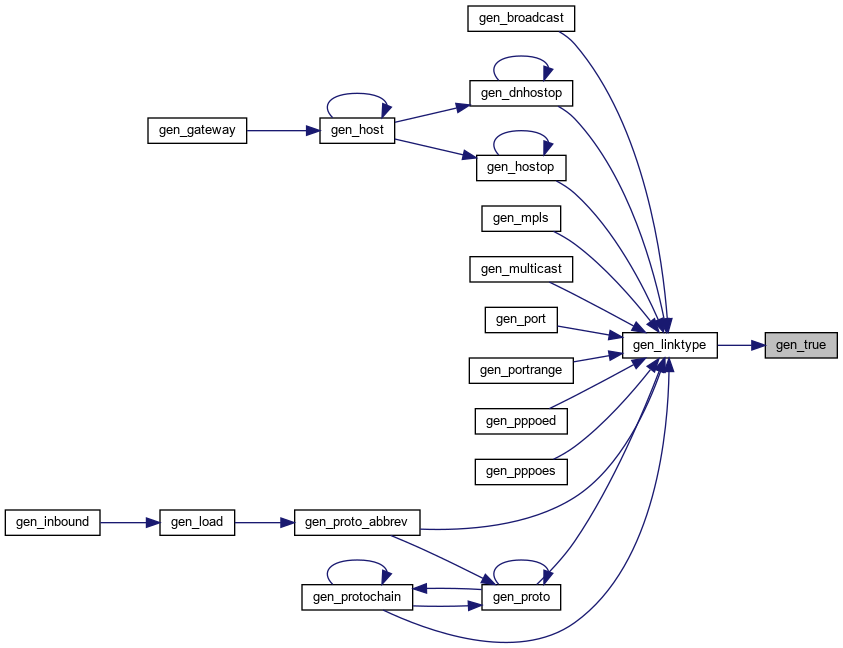 gen_broadcast
gen_dnhostop
gen_gateway
gen_host
gen_hostop
gen_mpls
gen_multicast
gen_port
gen_linktype
gen_true
gen_portrange
gen_pppoed
gen_pppoes
gen_inbound
gen_load
gen_proto_abbrev
gen_protochain
gen_proto